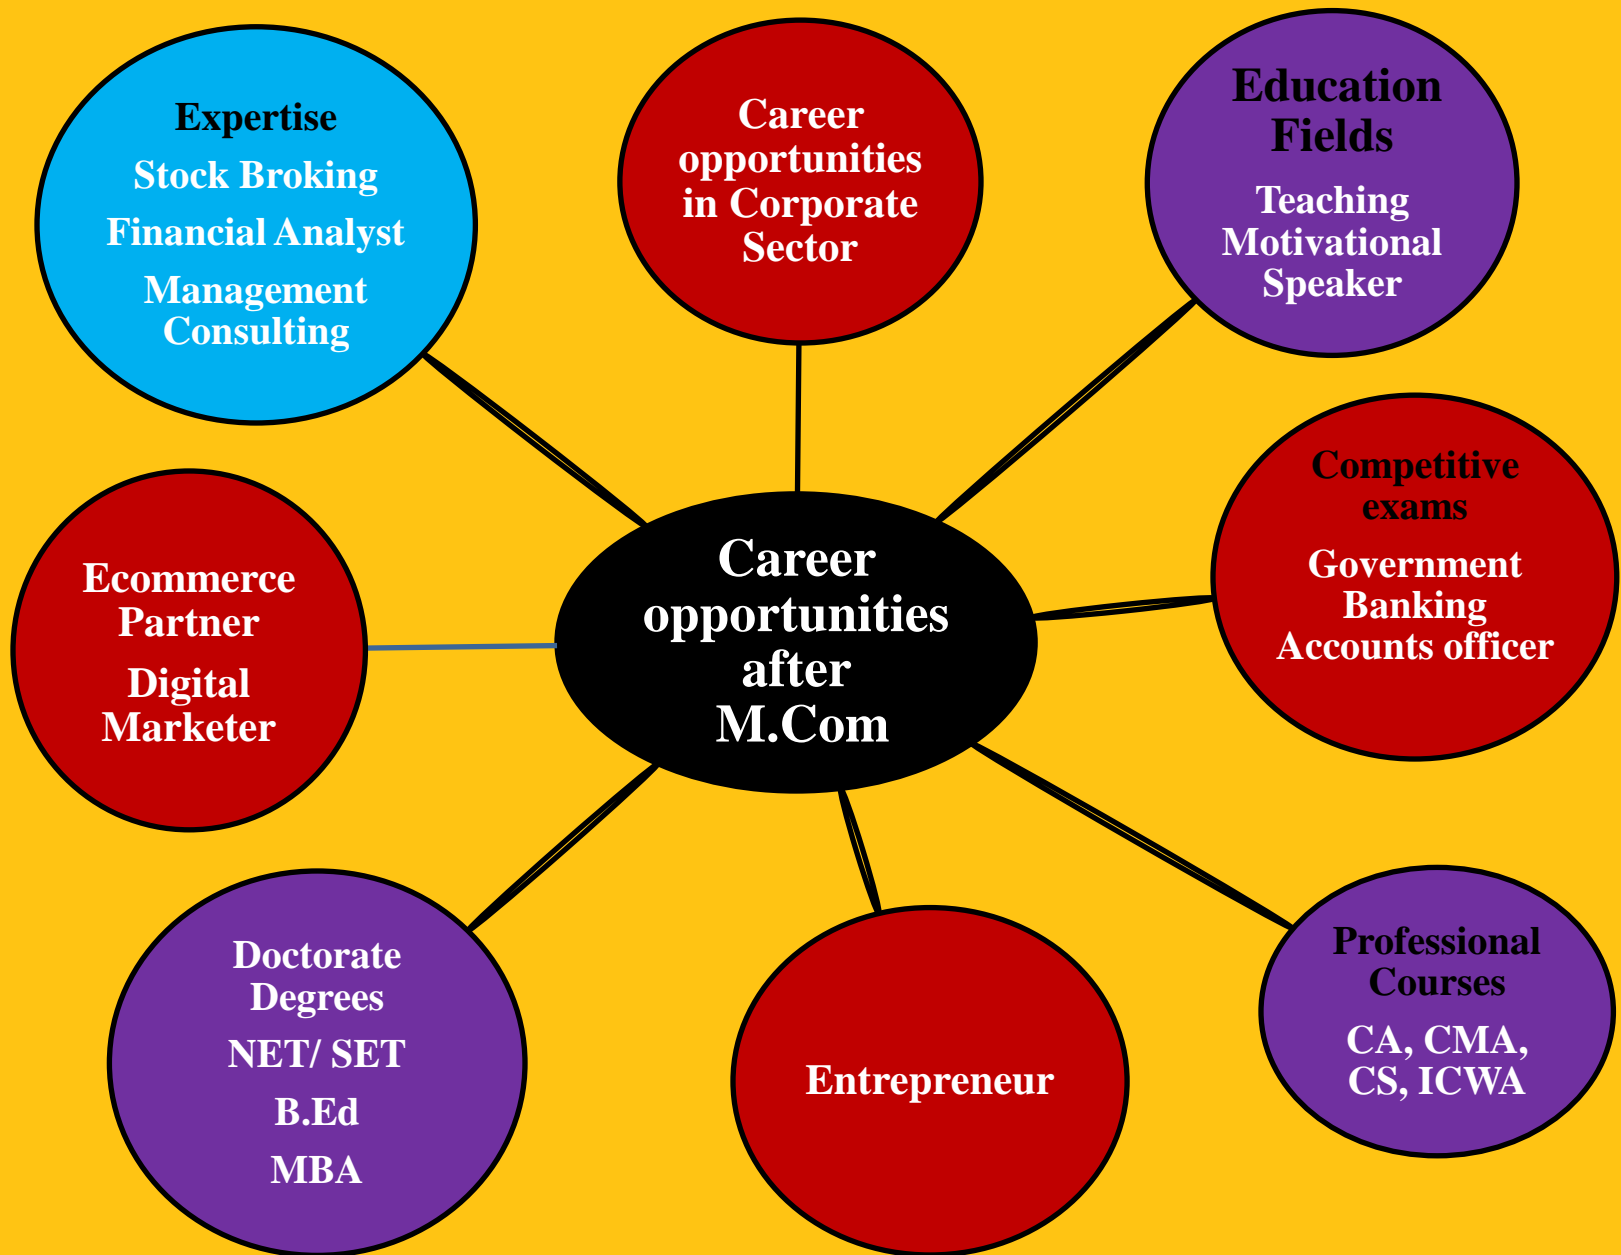 Expertise
Stock Broking
Financial Analyst
Management
Consulting
Career
opportunities
in Corporate
Sector
Education
Fields
Teaching
Motivational
Speaker
Competitive
exams
Government
Banking
Accounts officer
Career
opportunities
after
M.Com
Ecommerce
Partner
Digital
Marketer
Doctorate
Degrees
NET/ SET
B.Ed
MBA
Entrepreneur
Professional
Courses
CA, CMA,
CS, ICWA